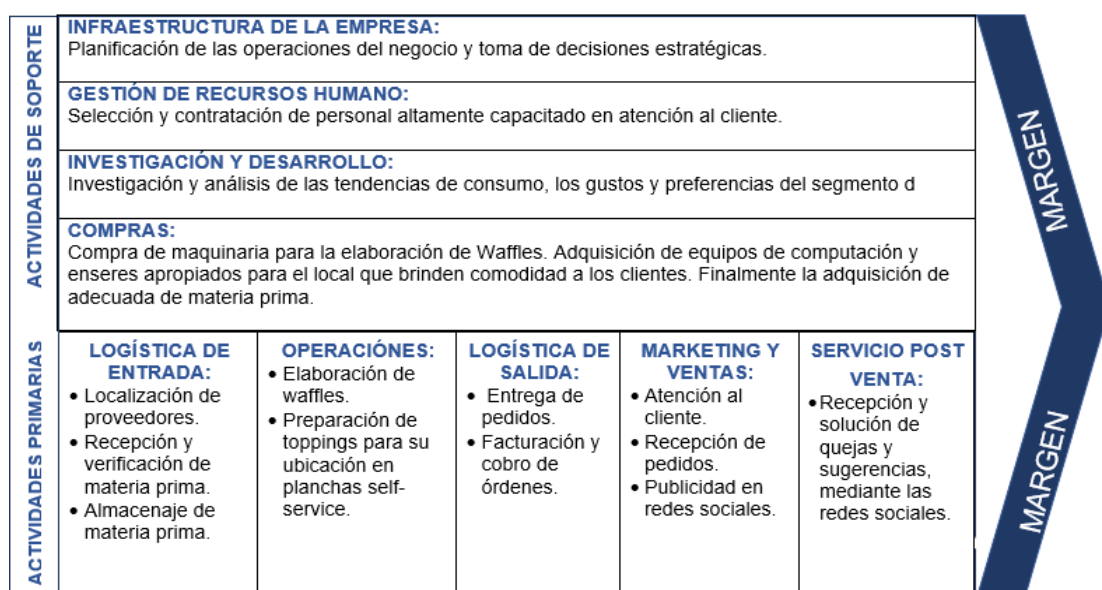 ACTIVIDADES DE SOPORTE
INFRAESTRUCTURA DE LA EMPRESA:
Planificación de las operaciones del negocio y toma de decisiones estratégicas.
GESTIÓN DE RECURSOS HUMANO:
Selección y contratación de personal altamente capacitado en atención al cliente.
INVESTIGACIÓN Y DESARROLLO:
Investigación y análisis de las tendencias de consumo, los gustos y preferencias del segmento d
COMPRAS:
Compra de maquinaria para la elaboración de Waffles. Adquisición de equipos de computación y
enseres apropiados para el local que brinden comodidad a los clientes. Finalmente la adquisición de
adecuada de materia prima.
MARGEN
ACTIVIDADES PRIMARIAS
LOGÍSTICA DE
ENTRADA:
• Localización de
proveedores.
• Recepción y
verificación de
materia prima.
• Almacenaje de
materia prima.
OPERACIÓNES:
• Elaboración de
waffles.
• Preparación de
toppings para su
ubicación en
planchas self-
service.
LOGÍSTICA DE
SALIDA:
• Entrega de
pedidos.
• Facturación y
cobro de
órdenes.
MARKETING Y
VENTAS:
• Atención al
cliente.
• Recepción de
pedidos.
• Publicidad en
redes sociales.
SERVICIO POST
VENTA:
• Recepción y
solución de
quejas y
sugerencias,
mediante las
redes sociales.
MARGEN